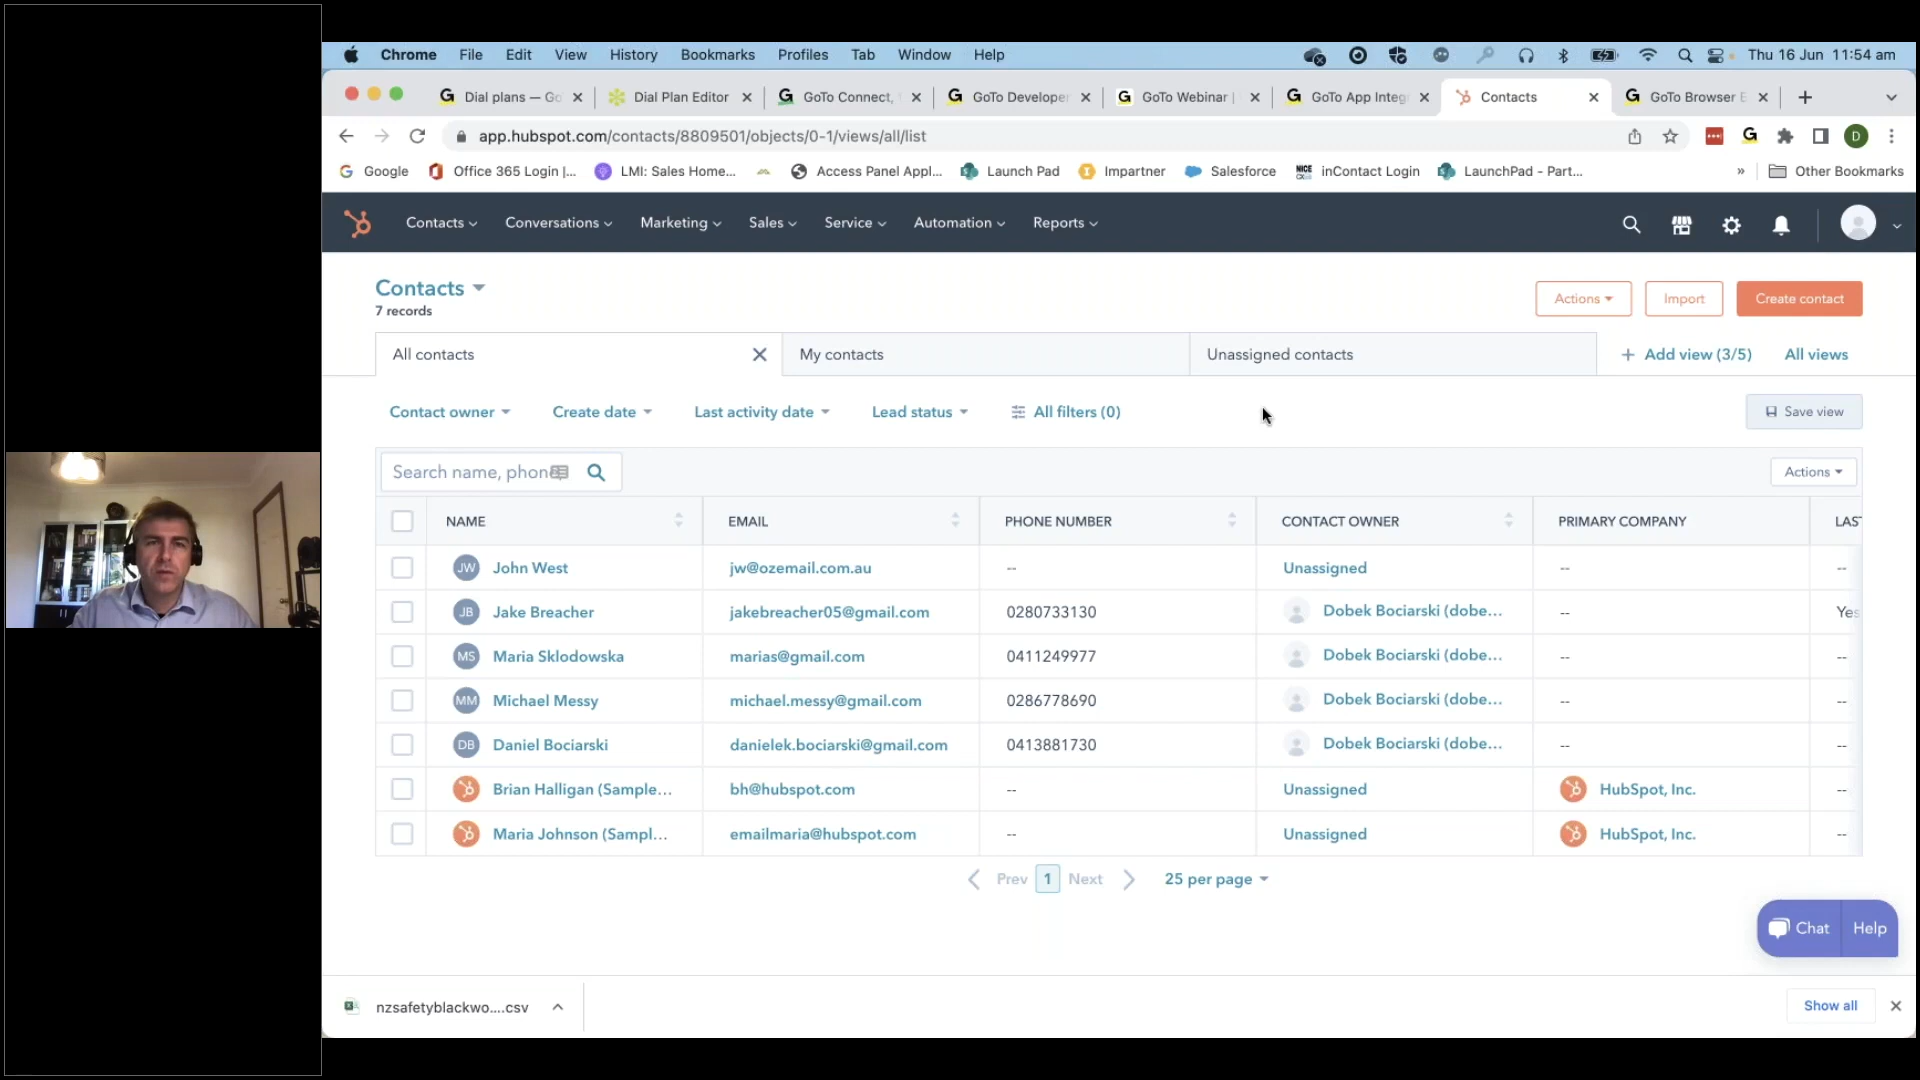 Chrome File Edit View History Bookmarks Profiles Tab Window Help Thu 16 Jun 11:54 am
Dial plans — Go Dial Plan Editor GoTo Connect, GoTo Developer GoTo Webinar | GoTo App Integ Contacts GoTo Browser E
app.hubspot.com/contacts/8809501/objects/0-1/views/all/list D
Google Office 365 Login |... LMI: Sales Home... Access Panel Appl... Launch Pad Impartner Salesforce NICE inContact Login LaunchPad - Part... » Other Bookmarks
Contacts Conversations Marketing Sales Service Automation Reports
Contacts
7 records
Actions Import Create contact
All contacts My contacts Unassigned contacts + Add view (3/5) All views
Contact owner Create date Last activity date Lead status All filters (0) Save view
Search name, phon Actions
NAME EMAIL PHONE NUMBER CONTACT OWNER PRIMARY COMPANY LAST
JW John West jw@ozemail.com.au -- Unassigned -- --
JB Jake Breacher jakebreacher05@gmail.com 0280733130 Dobek Bociarski (dobe... -- Yes
MS Maria Sklodowska marias@gmail.com 0411249977 Dobek Bociarski (dobe... -- --
MM Michael Messy michael.messy@gmail.com 0286778690 Dobek Bociarski (dobe... -- --
DB Daniel Bociarski danielek.bociarski@gmail.com 0413881730 Dobek Bociarski (dobe... -- --
Brian Halligan (Sample... bh@hubspot.com -- Unassigned HubSpot, Inc. --
Maria Johnson (Sampl... emailmaria@hubspot.com -- Unassigned HubSpot, Inc. --
Prev 1 Next 25 per page
Chat Help
nzsafetyblackwo....csv Show all